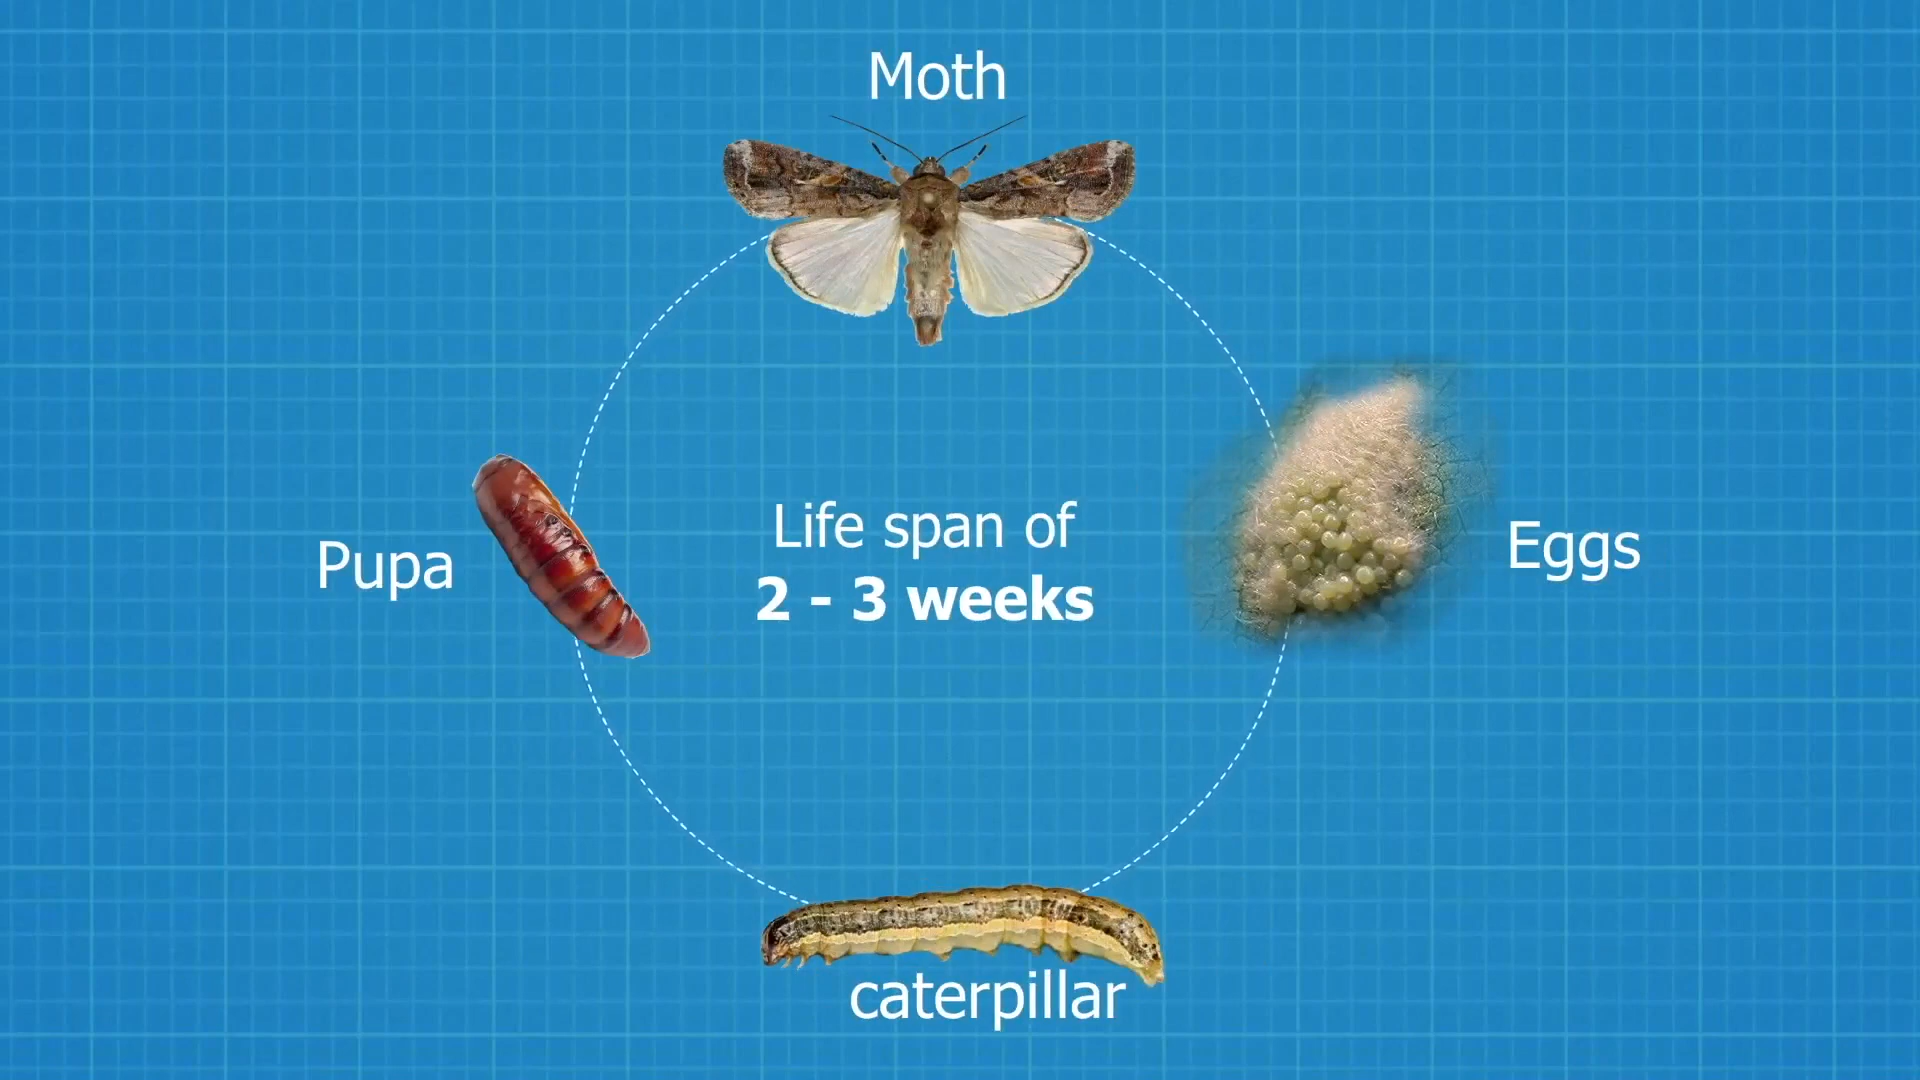 Moth
Life span of
2 - 3 weeks
Pupa
Eggs
caterpillar